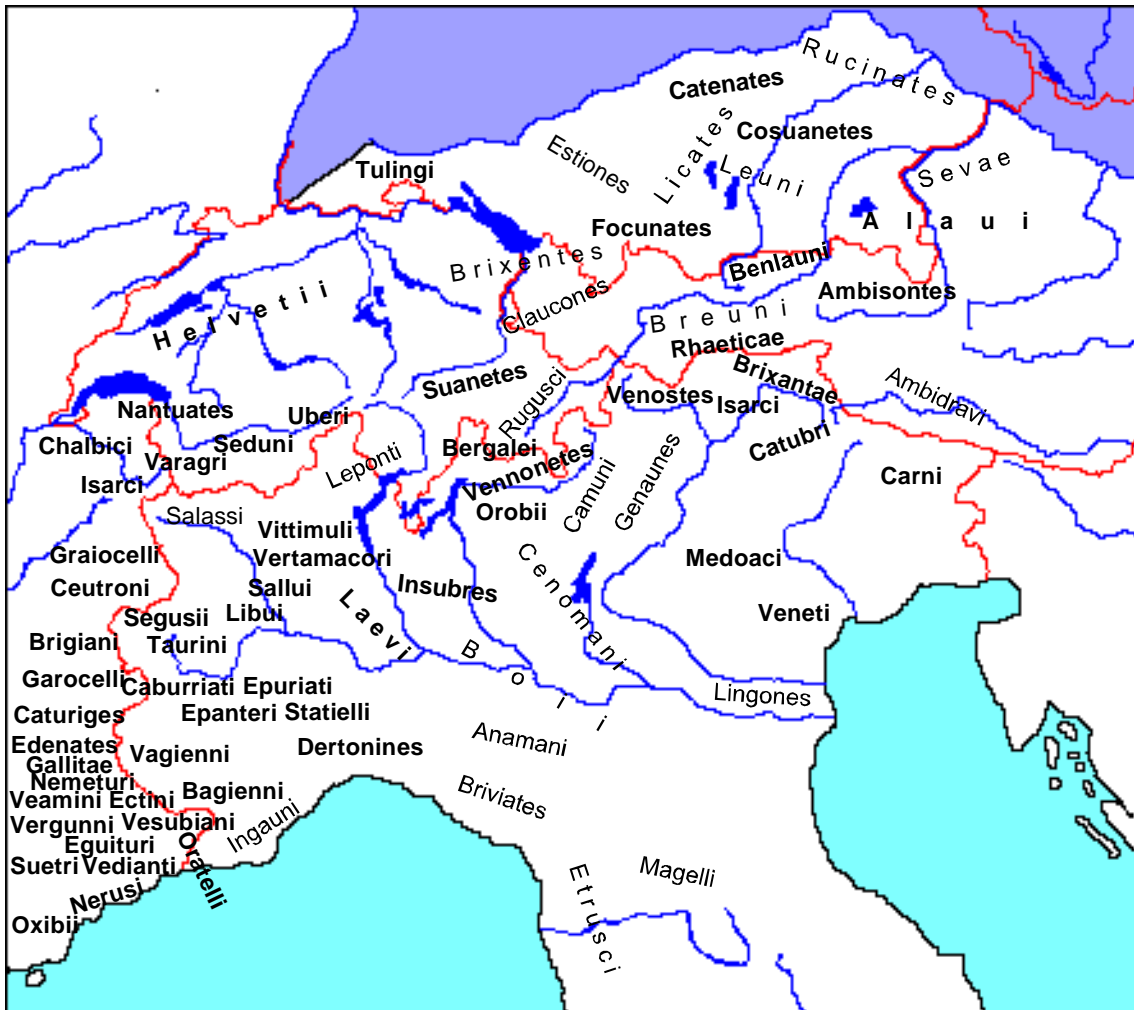 Rucinates
Catenates
Cosuanetes
Licates
Estiones
Leuni
Sevae
Tulingi
Alaui
Focunates
Brixentes
Benlauni
Claucones
Ambisontes
Helvetii
Breuni
Rhaeticae
Suanetes
Brixantae
Rugusci
Venostes
Isarci
Ambidravi
Nantuates
Uberi
Catubri
Chalbici
Seduni
Bergalei
Varagri
Leponti
Vennonetes
Carni
Isarci
Camuni
Genaunes
Salassi
Orobii
Vittimuli
Graiocelli
Vertamacori
Cenomani
Medoaci
Ceutroni
Sallui
Insubres
Segusii
Libui
Laevi
Veneti
Brigiani
Taurini
Boii
Garocelli
Caburriati
Epuriati
Lingones
Caturiges
Epanteri
Statielli
Edenates
Anamani
Gallitae
Vagienni
Dertonines
Nemeturi
Veamini
Ectini
Bagienni
Briviates
Vergunni
Vesubiani
Ingauni
Eguituri
Oratelli
Suetri
Vedianti
Magelli
Nerusi
Etrusci
Oxibii